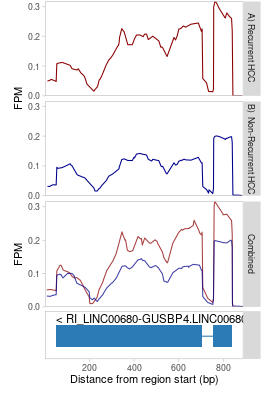 0.3
0.2
0.1
0.0
A) Recurrent HCC
FPM
0.3
0.2
0.1
0.0
B) Non-Recurrent HCC
0.3
0.2
0.1
0.0
Combined
FPM
< RI_LINC00680-GUSBP4.LINC00680
200
400
600
800
Distance from region start (bp)